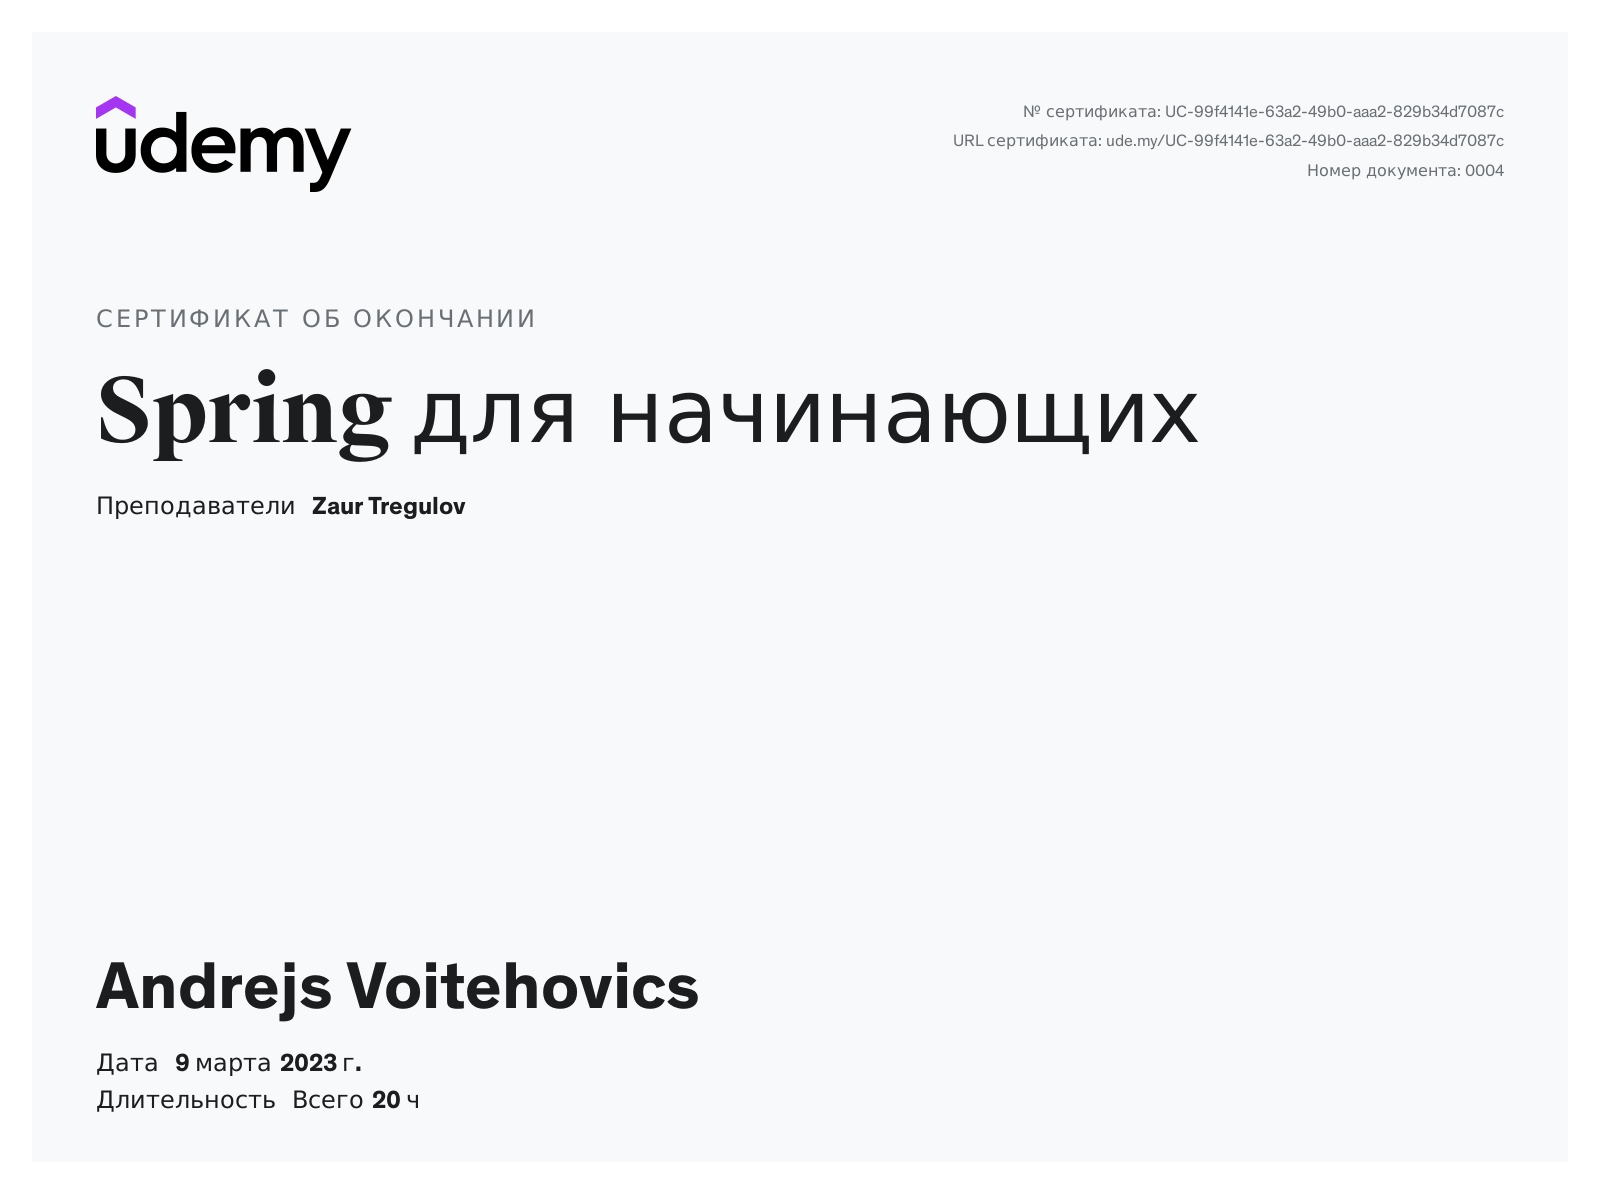 udemy
№ сертификата: UC-99f4141e-63a2-49b0-aaa2-829b34d7087c
URL сертификата: ude.my/UC-99f4141e-63a2-49b0-aaa2-829b34d7087c
Номер документа: 0004
СЕРТИФИКАТ ОБ ОКОНЧАНИИ
Spring для начинающих
Преподаватели Zaur Tregulov
Andrejs Voitehovics
Дата 9 марта 2023 г.
Длительность Всего 20 ч